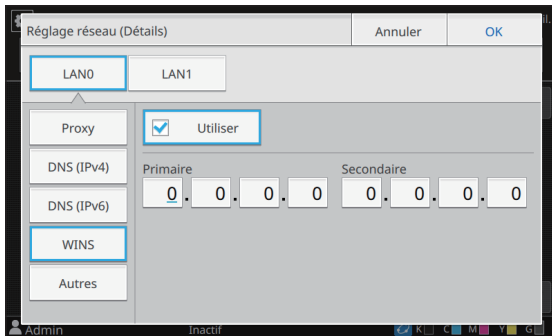 Réglage réseau (Détails) Annuler OK
LAN0 LAN1
Proxy
Utiliser
DNS (IPv4)
Primaire Secondaire
0 . 0 . 0 . 0 0 . 0 . 0 . 0
DNS (IPv6)
WINS
Autres
Admin Inactif K C M Y G